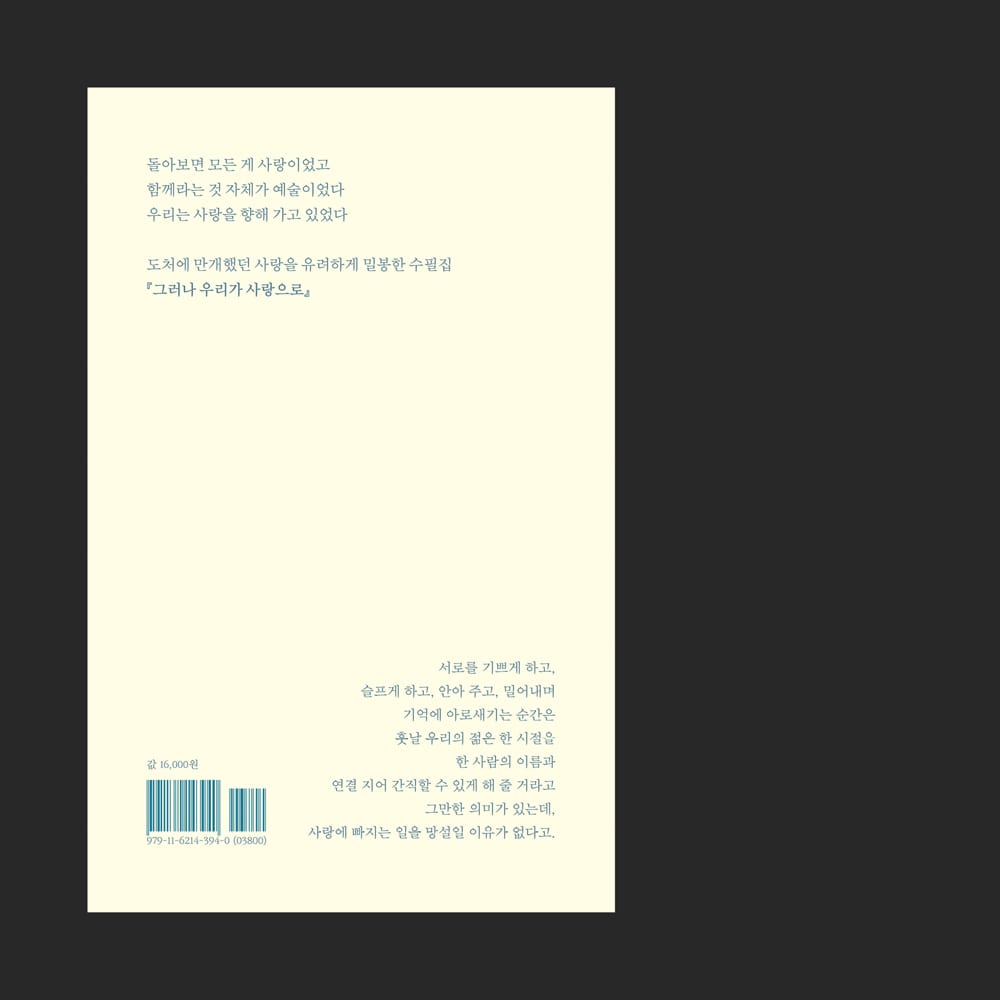 돌아보면 모든 게 사랑이었고
함께라는 것 자체가 예술이었다
우리는 사랑을 향해 가고 있었다
도처에 만개했던 사랑을 유려하게 밀봉한 수필집
『그러나 우리가 사랑으로』
서로를 기쁘게 하고,
슬프게 하고, 안아 주고, 밀어내며
기억에 아로새기는 순간은
훗날 우리의 젊은 한 시절을
한 사람의 이름과
연결 지어 간직할 수 있게 해 줄 거라고
그만한 의미가 있는데,
사랑에 빠지는 일을 망설일 이유가 없다고.
값 16,000원
979-11-6214-394-0 (03800)